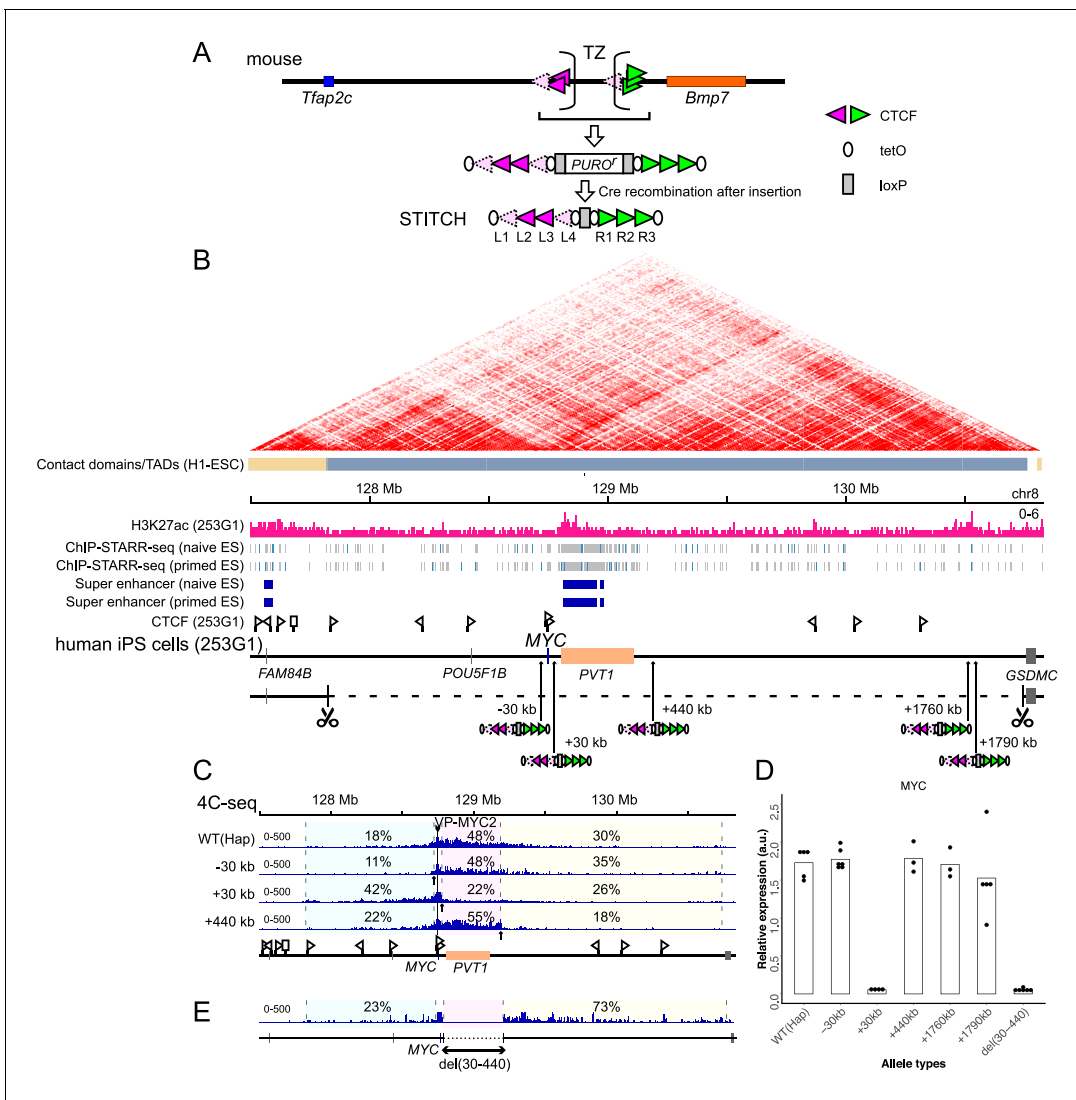 A
mouse
TZ
Tfap2c
Bmp7
CTCF
tetO
loxP
PUROr
Cre recombination after insertion
STITCH
L1 L2 L3 L4 R1 R2 R3
B
Contact domains/TADs (H1-ESC)
128 Mb 129 Mb 130 Mb chr8
0-6
H3K27ac (253G1)
ChIP-STARR-seq (naive ES)
ChIP-STARR-seq (primed ES)
Super enhancer (naive ES)
Super enhancer (primed ES)
CTCF (253G1)
human iPS cells (253G1)
MYC
FAM84B POU5F1B PVT1 GSDMC
-30 kb +440 kb +1760 kb
+30 kb +1790 kb
C
4C-seq
128 Mb 129 Mb 130 Mb
VP-MYC2
WT(Hap) 0-500 18% 48% 30%
-30 kb 0-500 11% 48% 35%
+30 kb 0-500 42% 22% 26%
+440 kb 0-500 22% 55% 18%
MYC PVT1
D
MYC
Relative expression (a.u.)
2.5
2.0
1.5
1.0
0.5
0.0
WT(Hap) −30kb +30kb +440kb +1760kb +1790kb del(30−440)
Allele types
E
0-500 23% 73%
MYC
del(30-440)